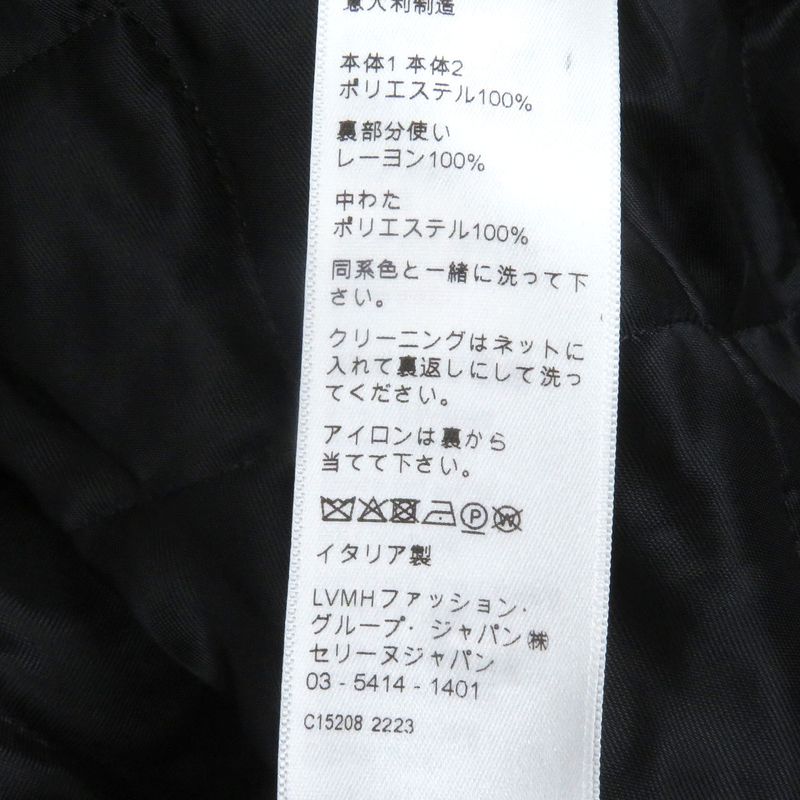 意大利制造
本体1 本体2
ポリエステル100%
裏部分使い
レーヨン100%
中わた
ポリエステル100%
同系色と一緒に洗って下
さい。
クリーニングはネットに
入れて裏返しにして洗っ
てください。
アイロンは裏から
当てて下さい。
P W
イタリア製
LVMHファッション・
グループ・ジャパン㈱
セリーヌジャパン
03 - 5414 - 1401
C15208 2223